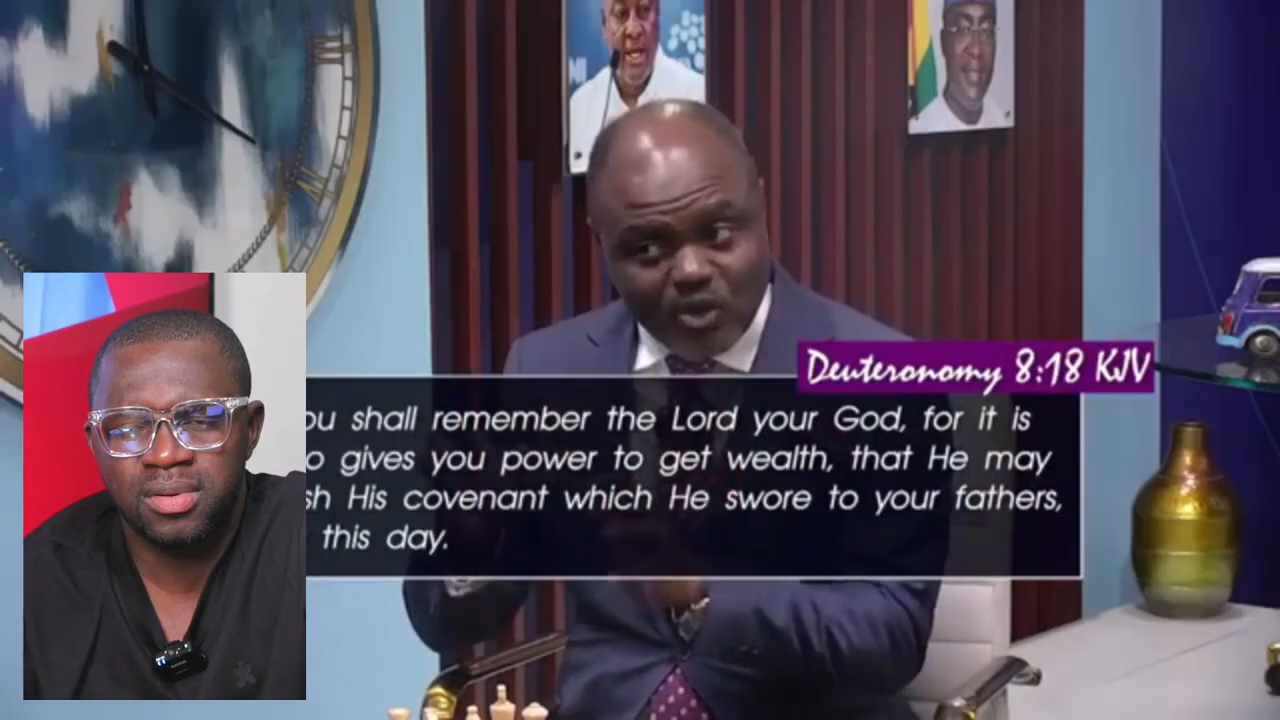 NI
Deuteronomy 8:18 KJV
ou shall remember the Lord your God, for it is
o gives you power to get wealth, that He may
sh His covenant which He swore to your fathers,
this day.